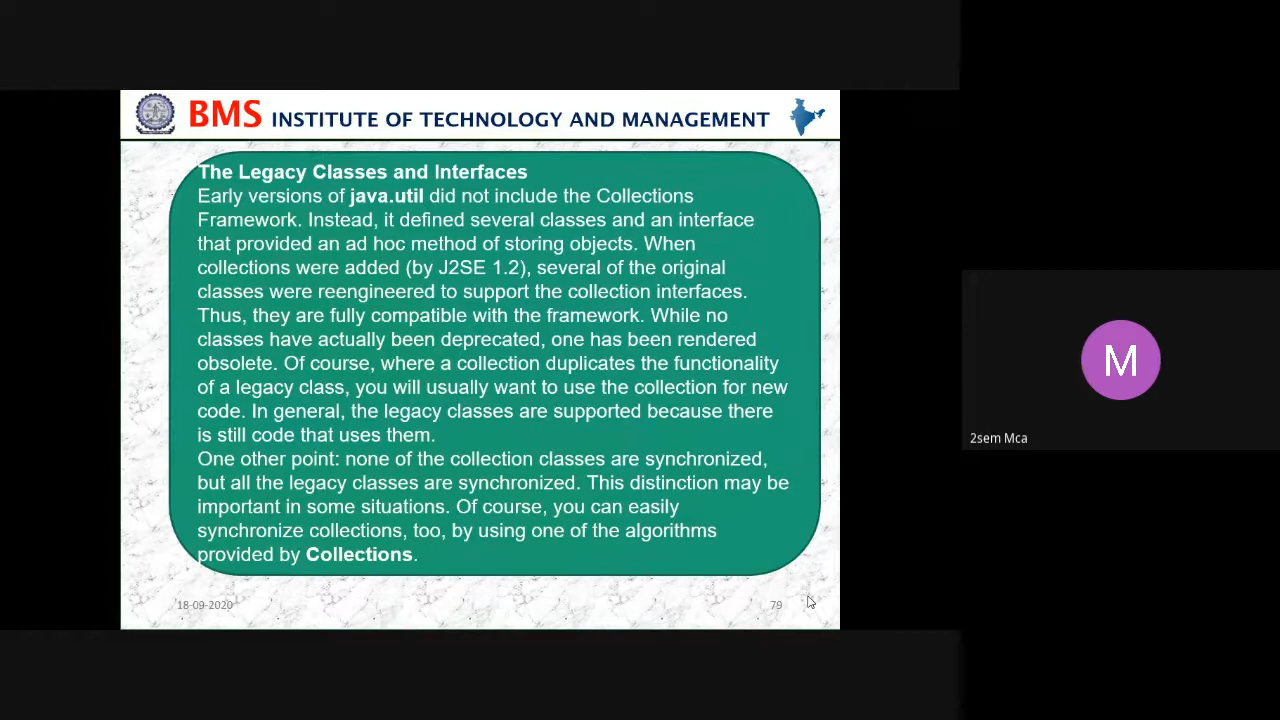 BMS INSTITUTE OF TECHNOLOGY AND MANAGEMENT
The Legacy Classes and Interfaces
Early versions of java.util did not include the Collections
Framework. Instead, it defined several classes and an interface
that provided an ad hoc method of storing objects. When
collections were added (by J2SE 1.2), several of the original
classes were reengineered to support the collection interfaces.
Thus, they are fully compatible with the framework. While no
classes have actually been deprecated, one has been rendered
obsolete. Of course, where a collection duplicates the functionality
of a legacy class, you will usually want to use the collection for new
code. In general, the legacy classes are supported because there
is still code that uses them.
One other point: none of the collection classes are synchronized,
but all the legacy classes are synchronized. This distinction may be
important in some situations. Of course, you can easily
synchronize collections, too, by using one of the algorithms
provided by Collections.
18-09-2020
79
M
2sem Mca